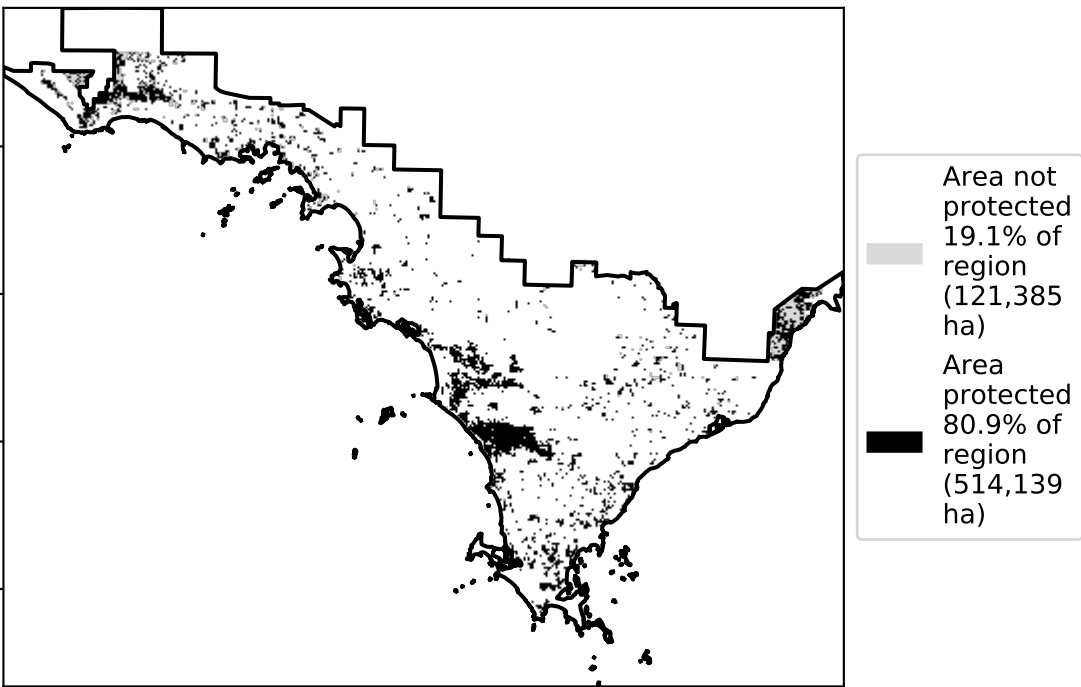 Area not
protected
19.1% of
region
(121,385
ha)
Area
protected
80.9% of
region
(514,139
ha)